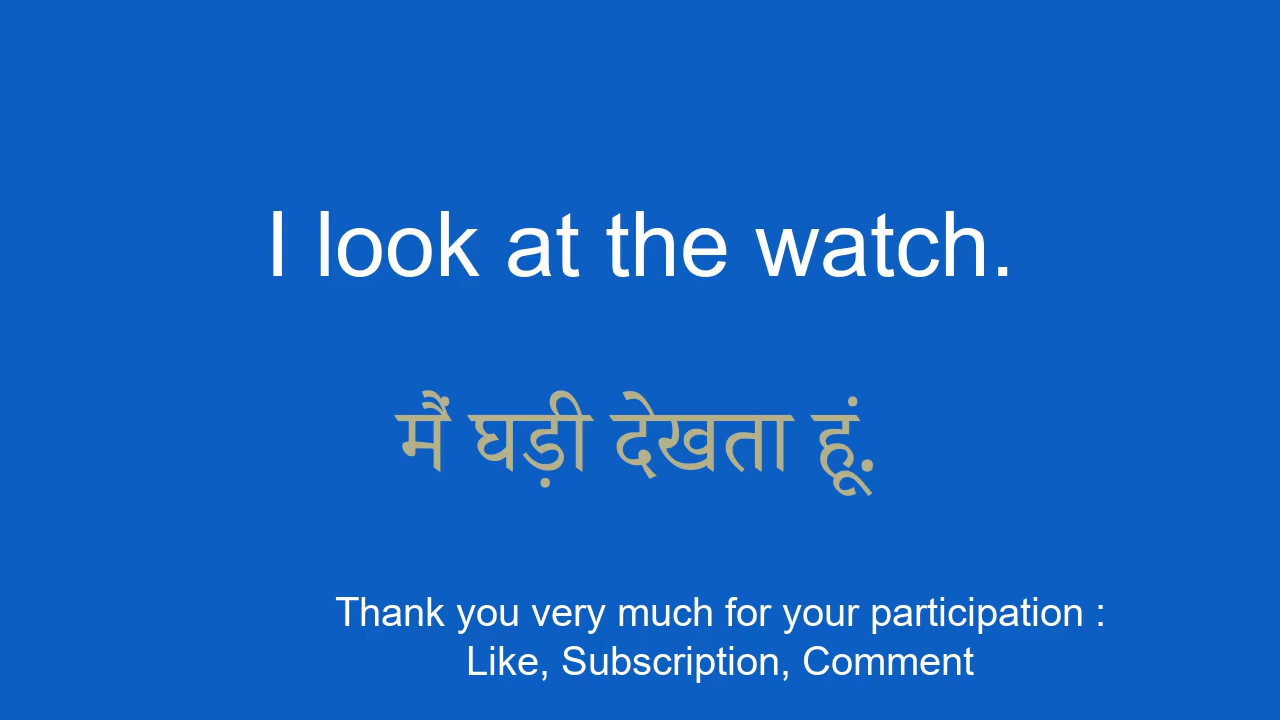 I look at the watch.
मैं घड़ी देखता हूं.
Thank you very much for your participation :
Like, Subscription, Comment